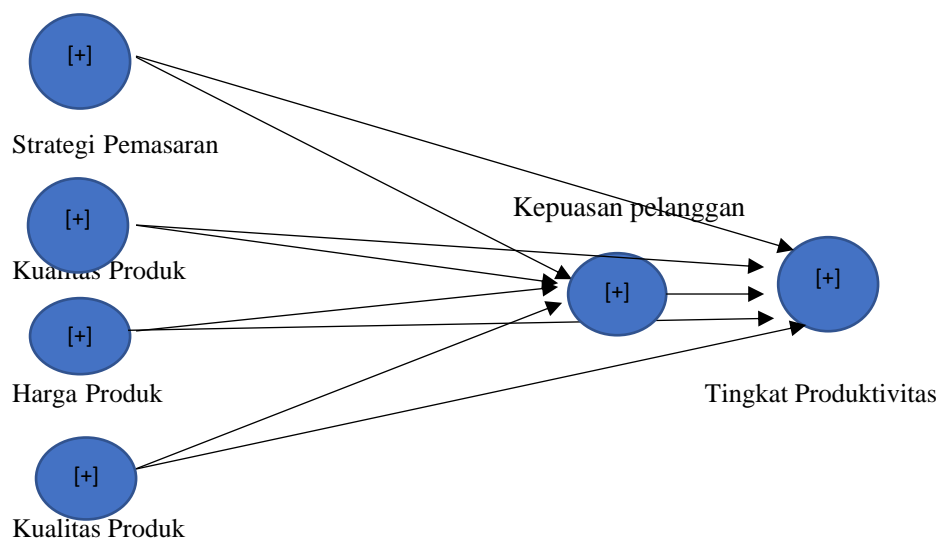 [+]
Strategi Pemasaran
[+]
Kualitas Produk
[+]
Harga Produk
[+]
Kualitas Produk
Kepuasan pelanggan
[+]
[+]
Tingkat Produktivitas